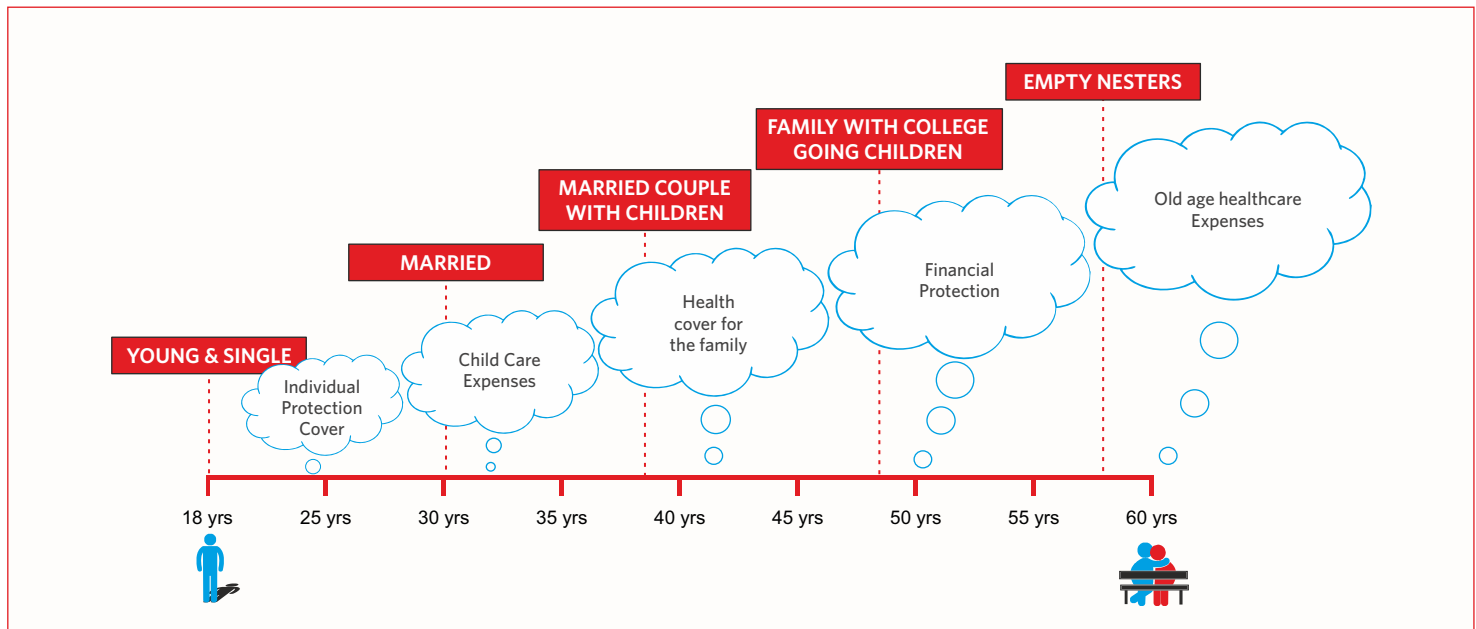 EMPTY NESTERS
FAMILY WITH COLLEGE
GOING CHILDREN
MARRIED COUPLE
WITH CHILDREN
MARRIED
YOUNG & SINGLE
Individual
Protection
Cover
Child Care
Expenses
Health
cover for
the family
Financial
Protection
Old age healthcare
Expenses
18 yrs
25 yrs
30 yrs
35 yrs
40 yrs
45 yrs
50 yrs
55 yrs
60 yrs